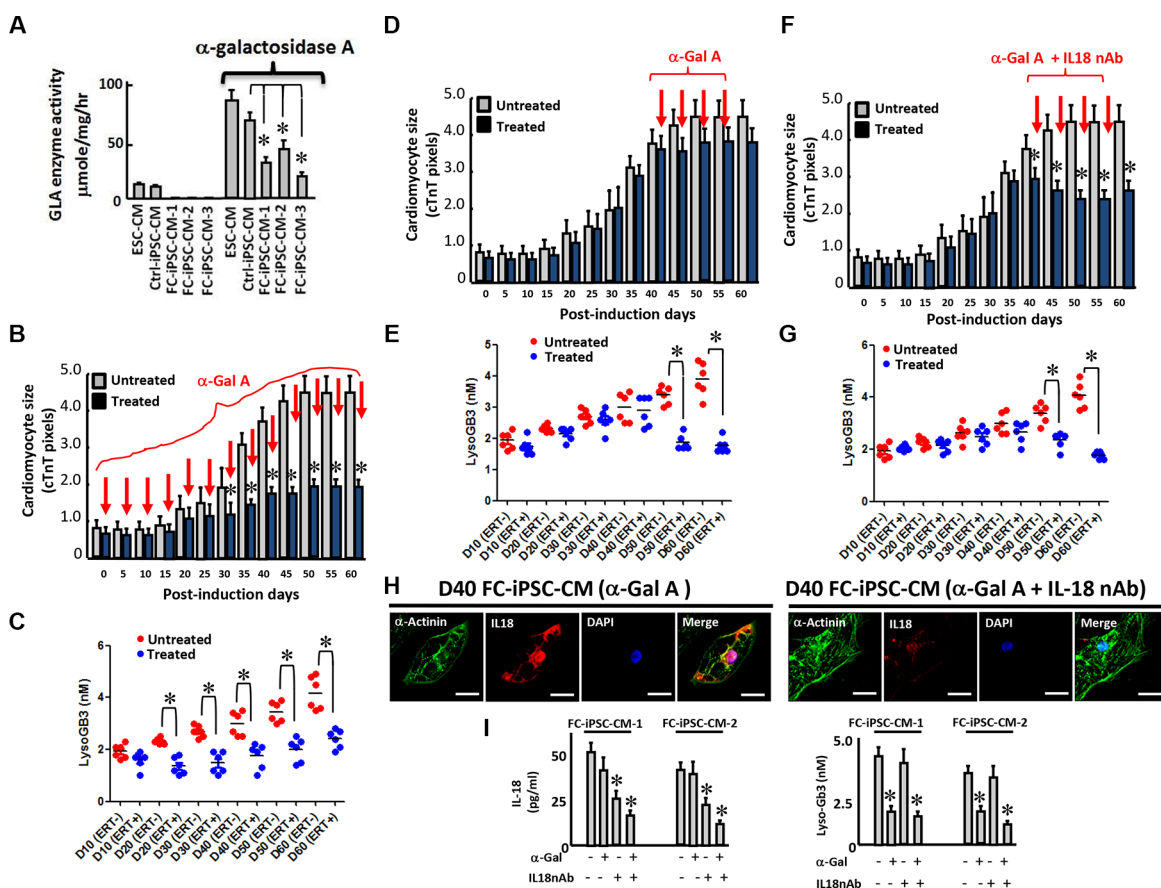 A
α-galactosidase A
GLA enzyme activity
μmole/mg/hr
100
50
0
ESC-CM
Ctrl-iPSC-CM
FC-iPSC-CM-1
FC-iPSC-CM-2
FC-iPSC-CM-3
ESC-CM
Ctrl-iPSC-CM
FC-iPSC-CM-1
FC-iPSC-CM-2
FC-iPSC-CM-3
* * *
B
Untreated
Treated
α-Gal A
Cardiomyocyte size
(cTnT pixels)
5.0
4.0
3.0
2.0
1.0
0
* * * * * * *
0 5 10 15 20 25 30 35 40 45 50 55 60
Post-induction days
C
Untreated
Treated
LysoGB3 (nM)
6
4
2
0
* * * * *
D10 (ERT-)
D10 (ERT+)
D20 (ERT-)
D20 (ERT+)
D30 (ERT-)
D30 (ERT+)
D40 (ERT-)
D40 (ERT+)
D50 (ERT-)
D50 (ERT+)
D60 (ERT-)
D60 (ERT+)
D
α-Gal A
Untreated
Treated
Cardiomyocyte size
(cTnT pixels)
5.0
4.0
3.0
2.0
1.0
0
0 5 10 15 20 25 30 35 40 45 50 55 60
Post-induction days
E
Untreated
Treated
LysoGB3 (nM)
6
4
2
0
* *
D10 (ERT-)
D10 (ERT+)
D20 (ERT-)
D20 (ERT+)
D30 (ERT-)
D30 (ERT+)
D40 (ERT-)
D40 (ERT+)
D50 (ERT-)
D50 (ERT+)
D60 (ERT-)
D60 (ERT+)
F
α-Gal A + IL18 nAb
Untreated
Treated
Cardiomyocyte size
(cTnT pixels)
5.0
4.0
3.0
2.0
1.0
0
* * * * *
0 5 10 15 20 25 30 35 40 45 50 55 60
Post-induction days
G
Untreated
Treated
LysoGB3 (nM)
6
4
2
0
* *
D10 (ERT-)
D10 (ERT+)
D20 (ERT-)
D20 (ERT+)
D30 (ERT-)
D30 (ERT+)
D40 (ERT-)
D40 (ERT+)
D50 (ERT-)
D50 (ERT+)
D60 (ERT-)
D60 (ERT+)
H
D40 FC-iPSC-CM (α-Gal A )
α-Actinin IL18 DAPI Merge
D40 FC-iPSC-CM (α-Gal A + IL-18 nAb)
α-Actinin IL18 DAPI Merge
I
FC-iPSC-CM-1 FC-iPSC-CM-2
IL-18
(pg/ml)
50
25
0
* * * *
α-Gal - + - + - + - +
IL18nAb - - + + - - + +
FC-iPSC-CM-1 FC-iPSC-CM-2
Lyso-Gb3 (nM)
5.0
2.5
0
* * * *
α-Gal - + - + - + - +
IL18nAb - - + + - - + +